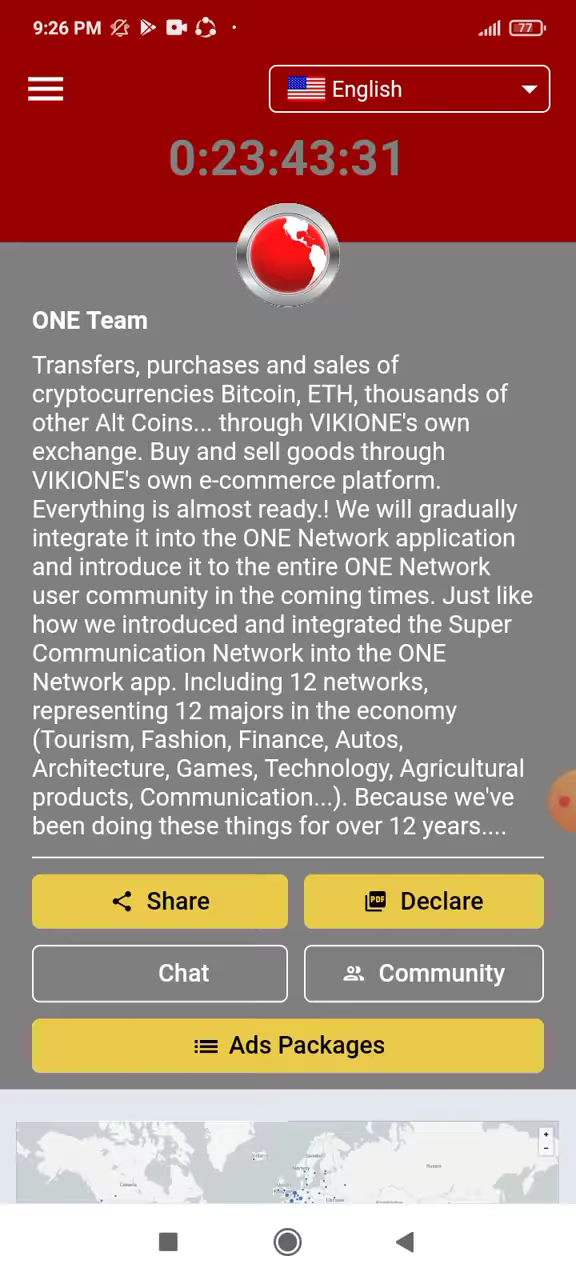 9:26 PM
77
English
0:23:43:31
ONE Team
Transfers, purchases and sales of
cryptocurrencies Bitcoin, ETH, thousands of
other Alt Coins... through VIKIONE's own
exchange. Buy and sell goods through
VIKIONE's own e-commerce platform.
Everything is almost ready.! We will gradually
integrate it into the ONE Network application
and introduce it to the entire ONE Network
user community in the coming times. Just like
how we introduced and integrated the Super
Communication Network into the ONE
Network app. Including 12 networks,
representing 12 majors in the economy
(Tourism, Fashion, Finance, Autos,
Architecture, Games, Technology, Agricultural
products, Communication...). Because we've
been doing these things for over 12 years....
Share
PDF Declare
Chat
Community
Ads Packages
+
-
Russia
Canada